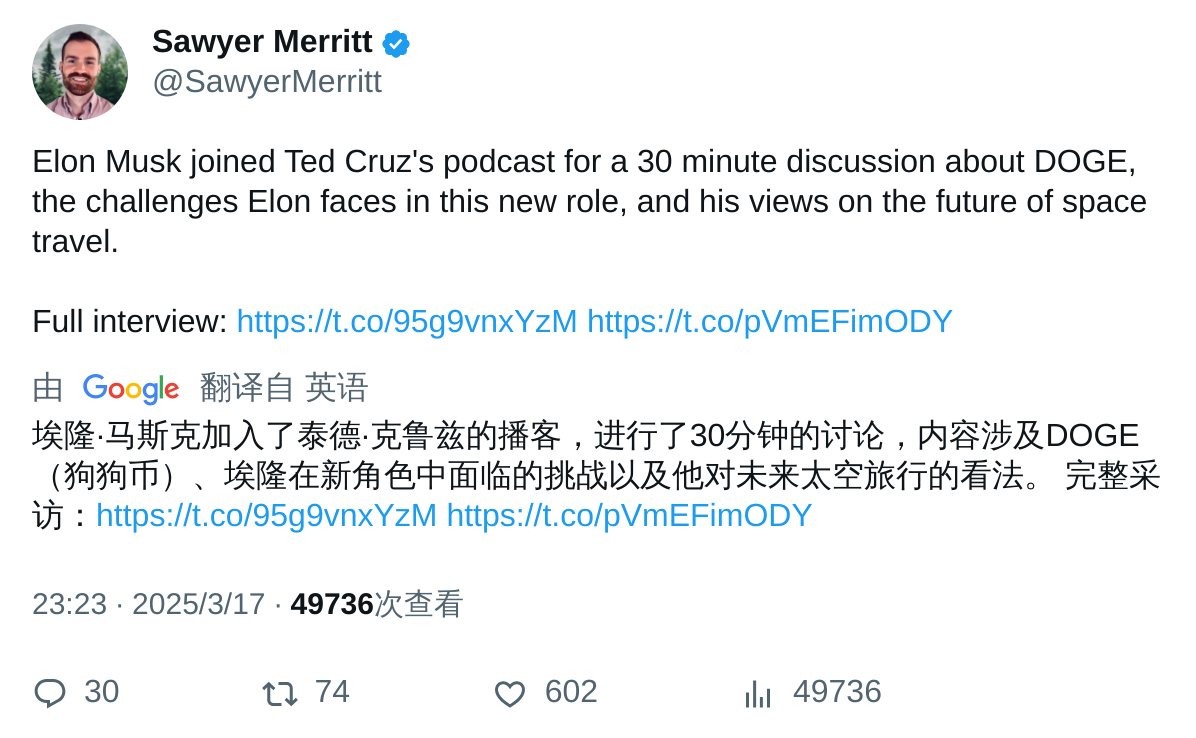 Sawyer Merritt
@SawyerMerritt
Elon Musk joined Ted Cruz's podcast for a 30 minute discussion about DOGE,
the challenges Elon faces in this new role, and his views on the future of space
travel.
Full interview: https://t.co/95g9vnxYzM https://t.co/pVmEFimODY
由 Google 翻译自 英语
埃隆·马斯克加入了泰德·克鲁兹的播客，进行了30分钟的讨论，内容涉及DOGE
（狗狗币）、埃隆在新角色中面临的挑战以及他对未来太空旅行的看法。 完整采
访：https://t.co/95g9vnxYzM https://t.co/pVmEFimODY
23:23 · 2025/3/17 · 49736次查看
30 74 602 49736